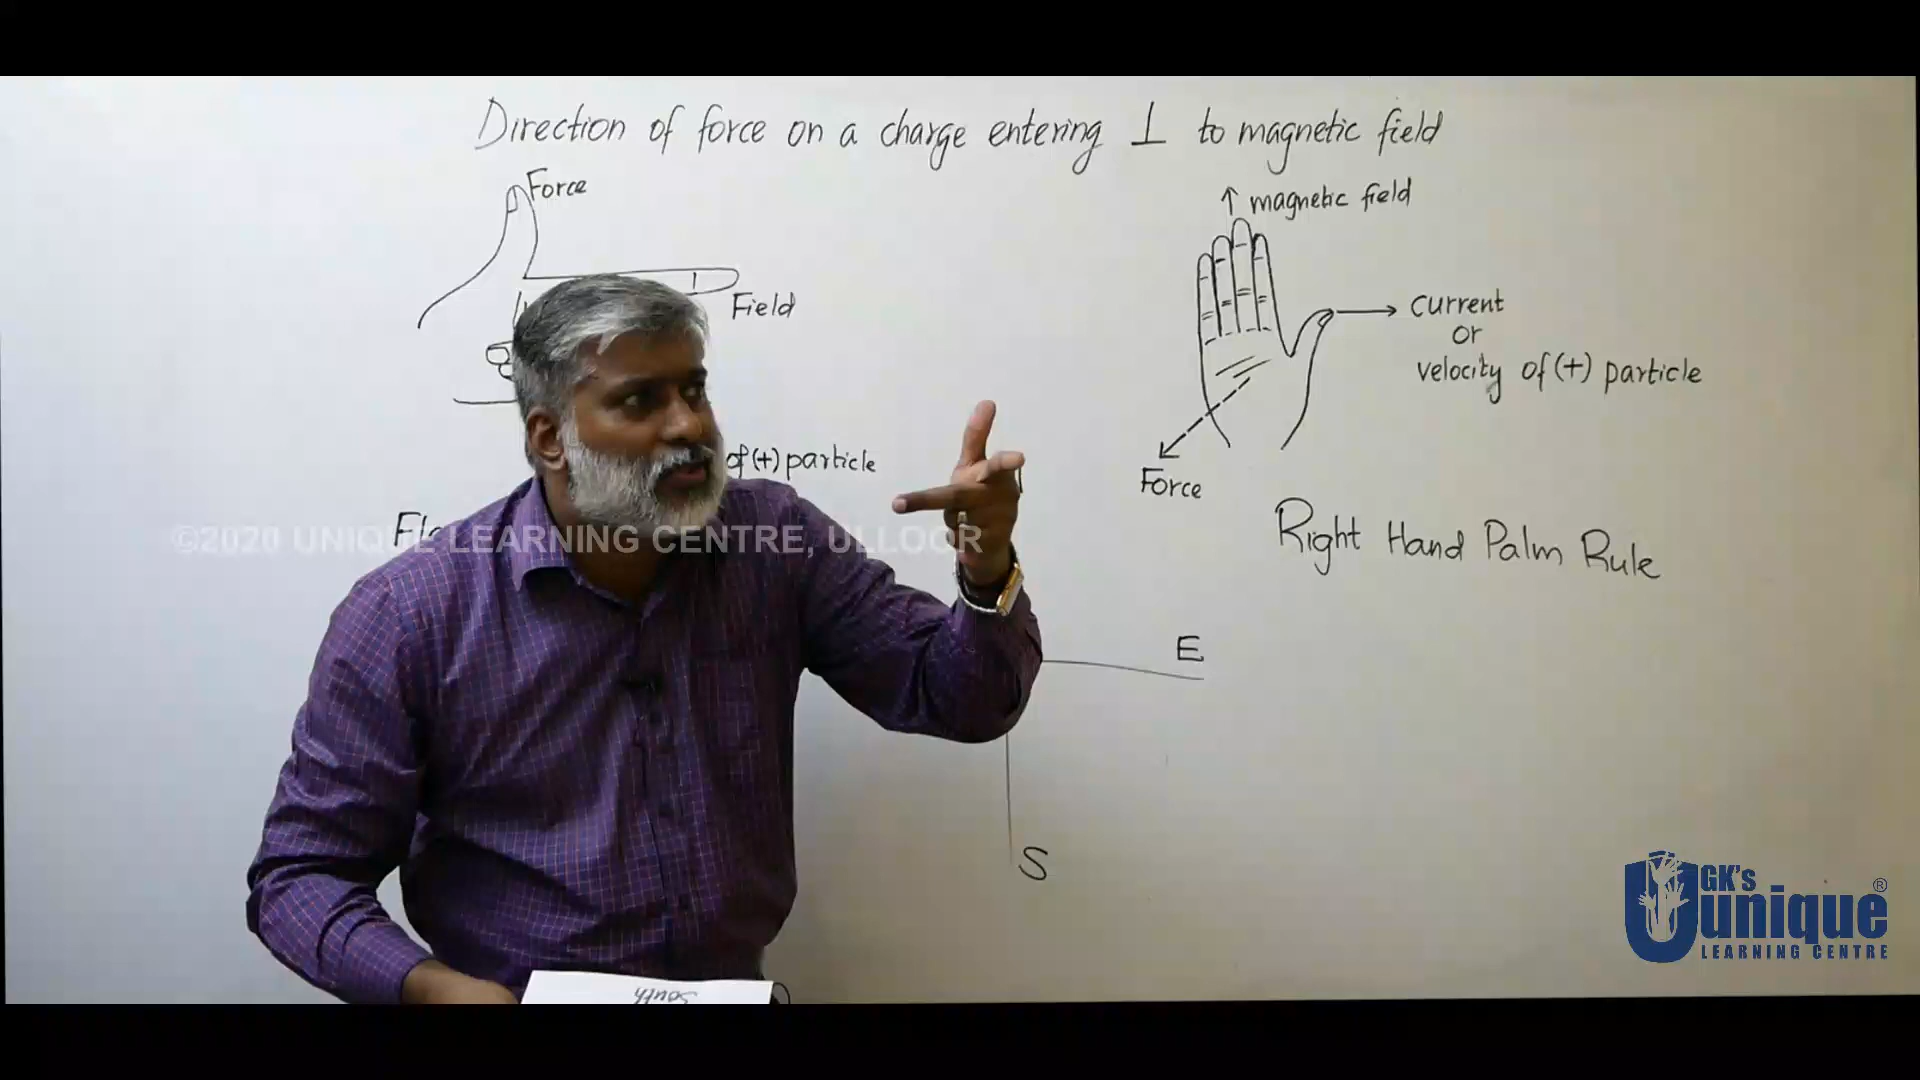 Direction of force on a charge entering ⊥ to magnetic field
Force
Field
of (+) particle
↑ magnetic field
current
or
velocity of (+) particle
Force
Right Hand Palm Rule
E
S
South
©2020 UNIQUE LEARNING CENTRE, ULLOOR
GK's
unique®
LEARNING CENTRE